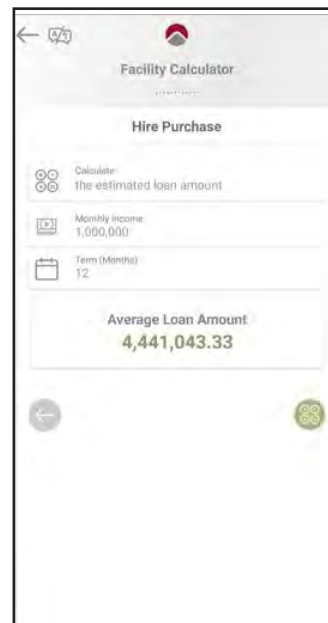 Facility Calculator
Hire Purchase
Calculate
the estimated loan amount
Monthly Income
1,000,000
Term (Months)
12
Average Loan Amount
4,441,043.33